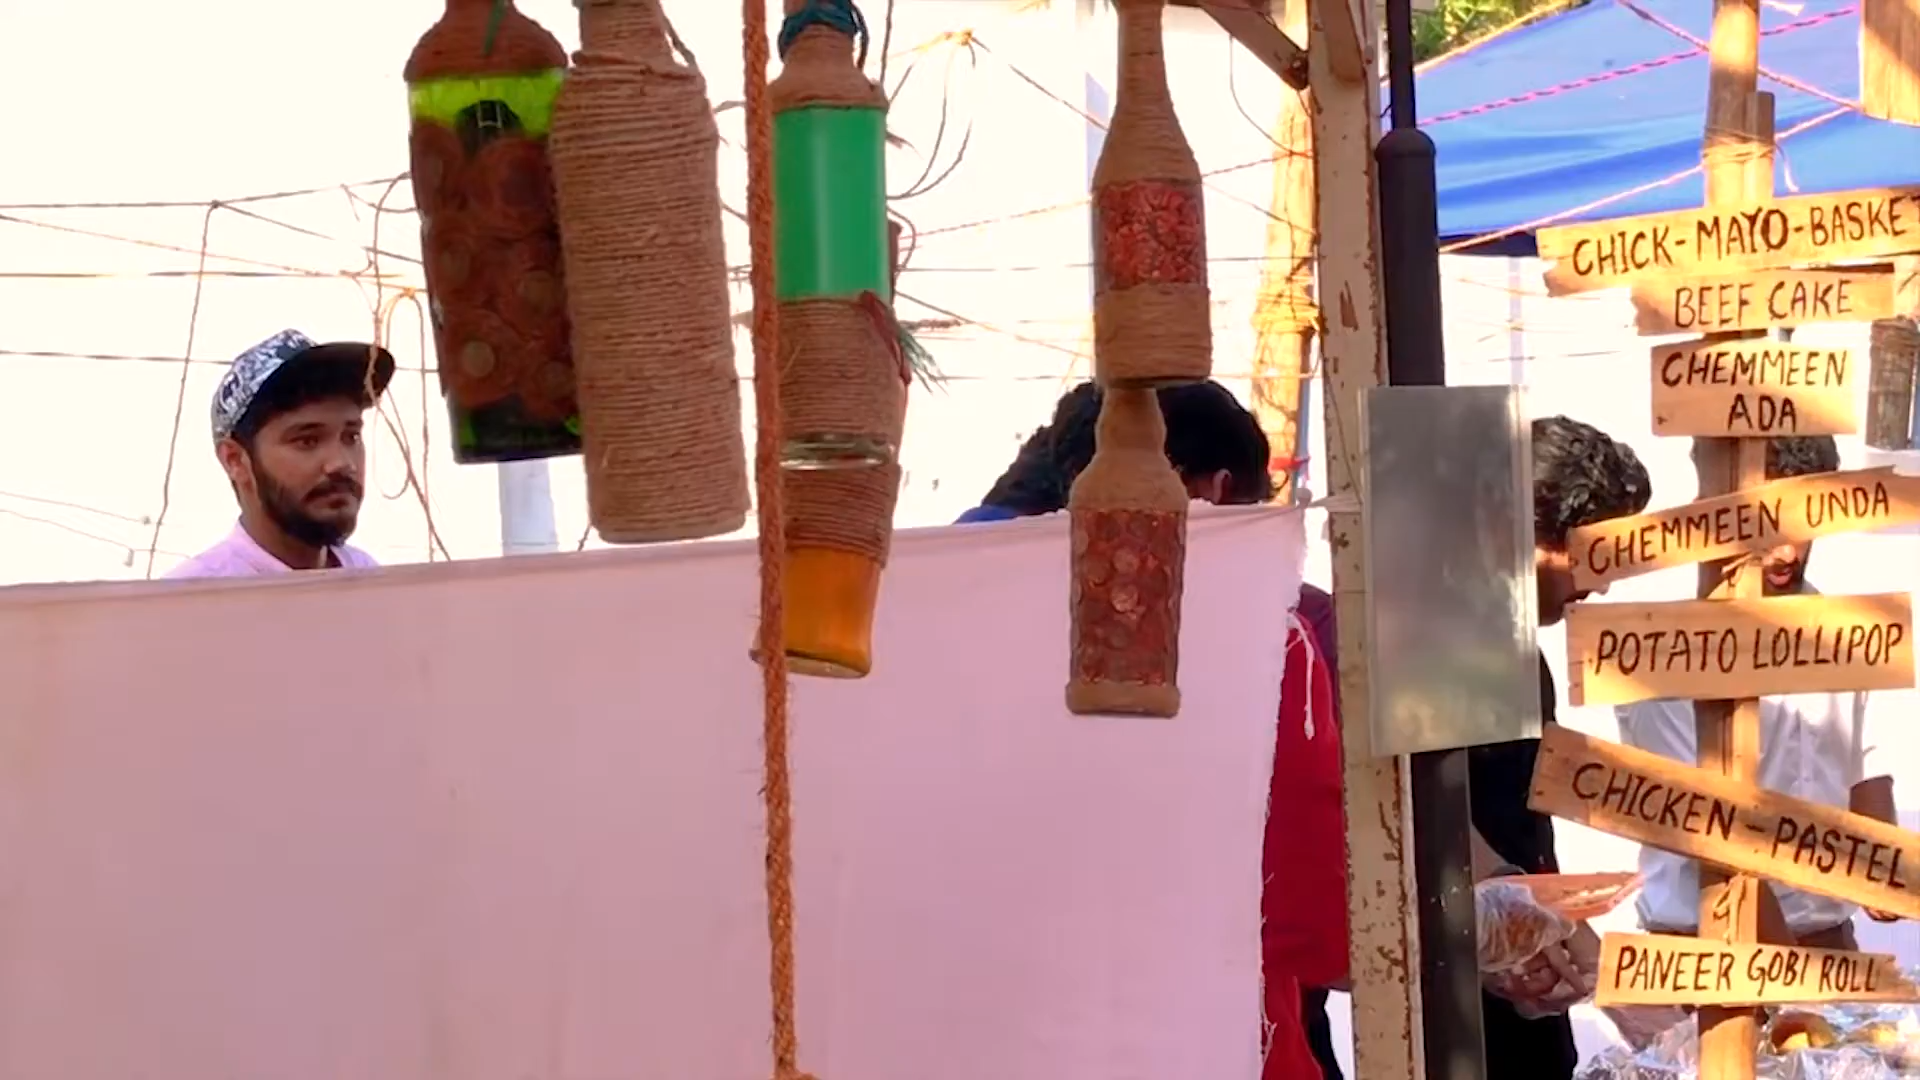 CHICK-MAYO-BASKET
BEEF CAKE
CHEMMEEN
ADA
CHEMMEEN UNDA
POTATO LOLLIPOP
CHICKEN-PASTEL
PANEER GOBI ROLL